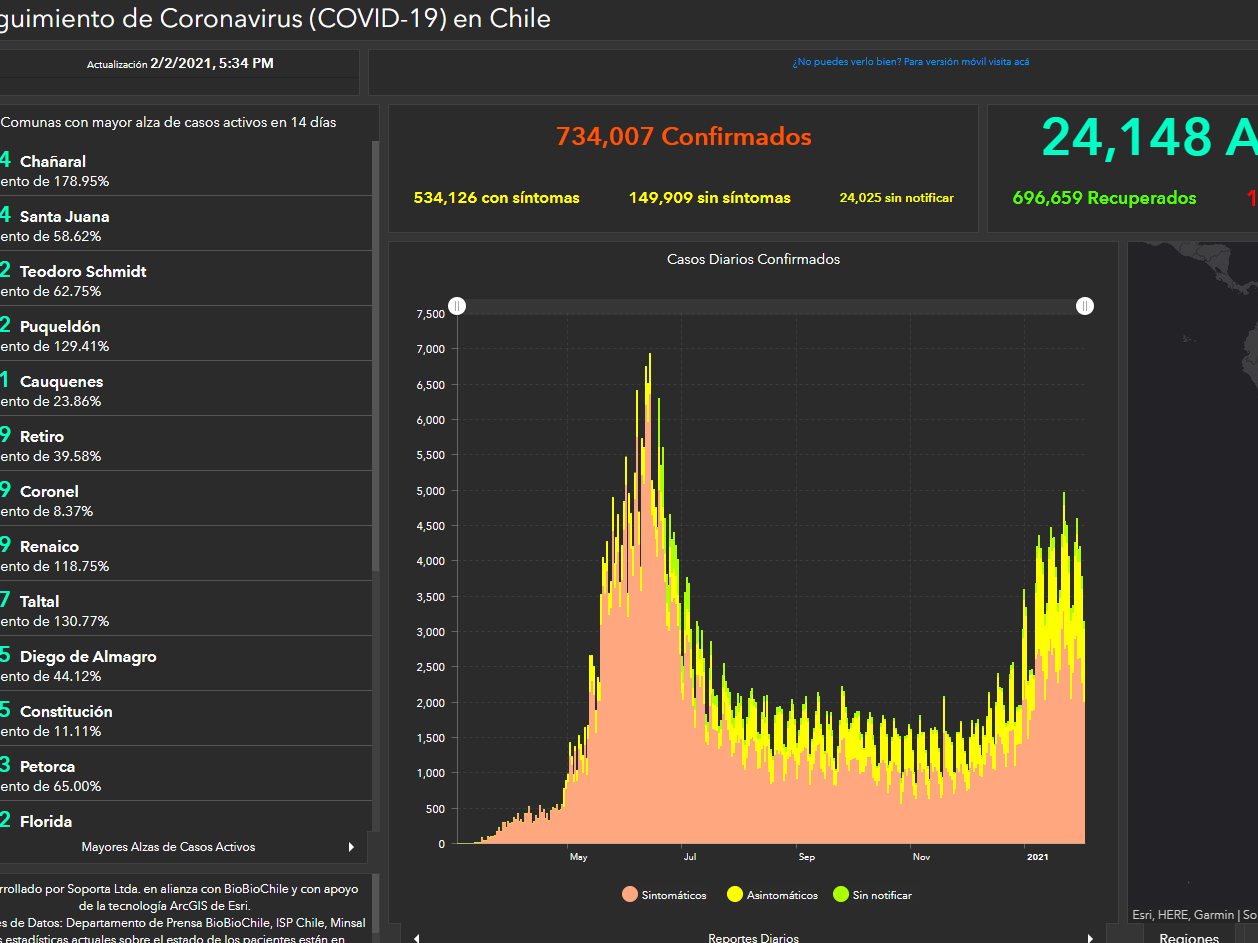 guimiento de Coronavirus (COVID-19) en Chile
Actualización 2/2/2021, 5:34 PM
¿No puedes verlo bien? Para versión móvil visita acá
Comunas con mayor alza de casos activos en 14 días
4 Chañaral
ento de 178.95%
4 Santa Juana
ento de 58.62%
2 Teodoro Schmidt
ento de 62.75%
2 Puqueldón
ento de 129.41%
1 Cauquenes
ento de 23.86%
9 Retiro
ento de 39.58%
9 Coronel
ento de 8.37%
9 Renaico
ento de 118.75%
7 Taltal
ento de 130.77%
5 Diego de Almagro
ento de 44.12%
5 Constitución
ento de 11.11%
3 Petorca
ento de 65.00%
2 Florida
Mayores Alzas de Casos Activos
rrollado por Soporta Ltda. en alianza con BioBioChile y con apoyo
de la tecnología ArcGIS de Esri.
es de Datos: Departamento de Prensa BioBioChile, ISP Chile, Minsal
s estadísticas actuales sobre el estado de los pacientes están en
734,007 Confirmados
534,126 con síntomas
149,909 sin síntomas
24,025 sin notificar
24,148 A
696,659 Recuperados
1
Casos Diarios Confirmados
7,500
7,000
6,500
6,000
5,500
5,000
4,500
4,000
3,500
3,000
2,500
2,000
1,500
1,000
500
0
May
Jul
Sep
Nov
2021
Sintomáticos
Asintomáticos
Sin notificar
Reportes Diarios
Esri, HERE, Garmin | So
Regiones